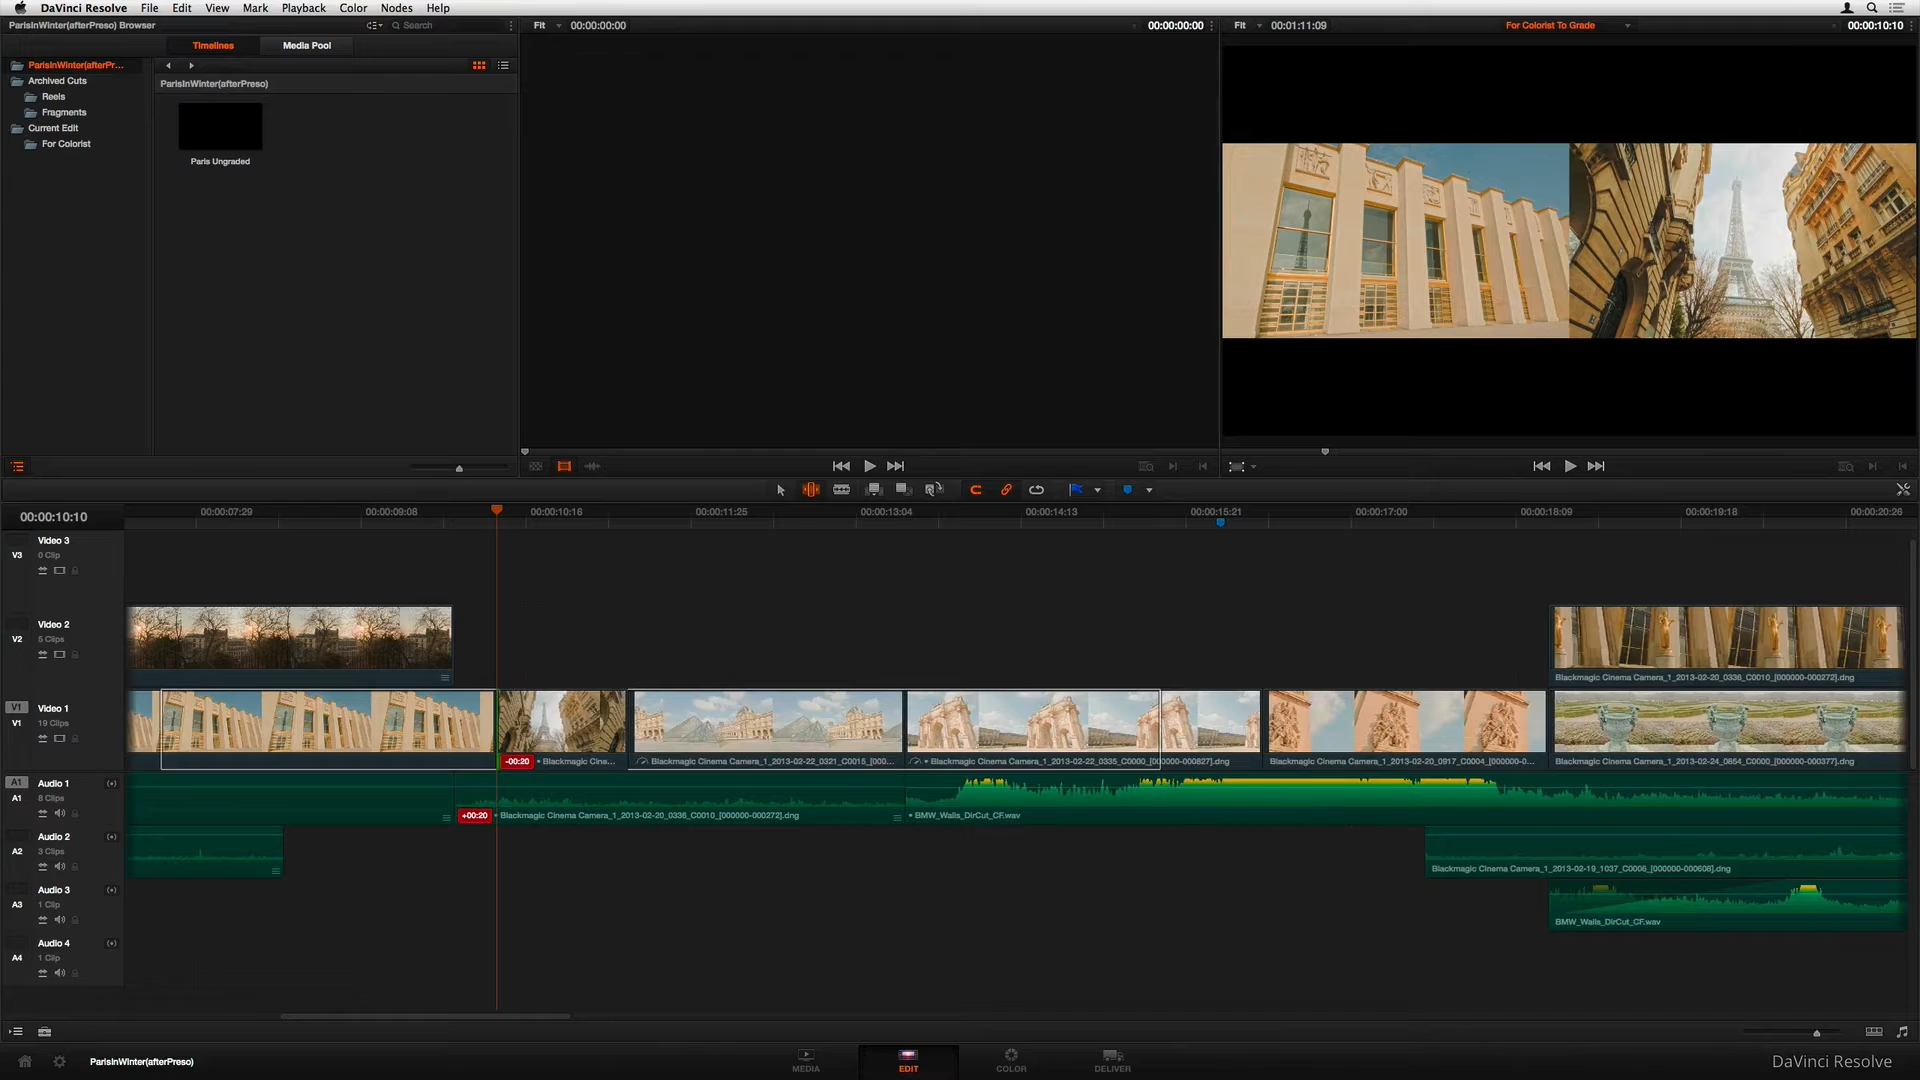 DaVinci Resolve File Edit View Mark Playback Color Nodes Help
ParisInWinter(afterPreso) Browser
Search
Fit 00:00:00:00
00:00:00:00
Fit 00:01:11:09
For Colorist To Grade
00:00:10:10
Timelines
Media Pool
ParisInWinter(afterPr...
Archived Cuts
Reels
Fragments
Current Edit
For Colorist
ParisInWinter(afterPreso)
Paris Ungraded
00:00:10:10
00:00:07:29
00:00:09:08
00:00:10:16
00:00:11:25
00:00:13:04
00:00:14:13
00:00:15:21
00:00:17:00
00:00:18:09
00:00:19:18
00:00:20:26
Video 3
V3 0 Clip
Video 2
V2 5 Clips
Blackmagic Cinema Camera_1_2013-02-20_0336_C0010_[000000-000272].dng
V1 Video 1
V1 19 Clips
-00:20
Blackmagic Cine...
Blackmagic Cinema Camera_1_2013-02-22_0321_C0015_[000...
Blackmagic Cinema Camera_1_2013-02-22_0335_C0000_[000000-000827].dng
Blackmagic Cinema Camera_1_2013-02-20_0917_C0004_[000000-0...
Blackmagic Cinema Camera_1_2013-02-24_0854_C0000_[000000-000377].dng
A1 Audio 1
A1 8 Clips
+00:20
Blackmagic Cinema Camera_1_2013-02-20_0336_C0010_[000000-000272].dng
BMW_Walls_DirCut_CF.wav
Audio 2
A2 3 Clips
Blackmagic Cinema Camera_1_2013-02-19_1037_C0006_[000000-000608].dng
Audio 3
A3 1 Clip
BMW_Walls_DirCut_CF.wav
Audio 4
A4 1 Clip
ParisInWinter(afterPreso)
MEDIA
EDIT
COLOR
DELIVER
DaVinci Resolve